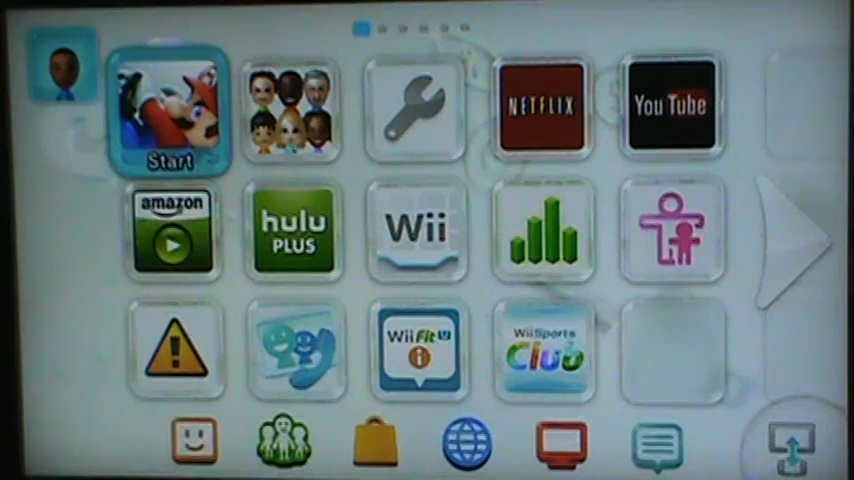 Start
NETFLIX
You Tube
amazon
hulu
PLUS
Wii
Wii Fit U
Wii Sports
Club